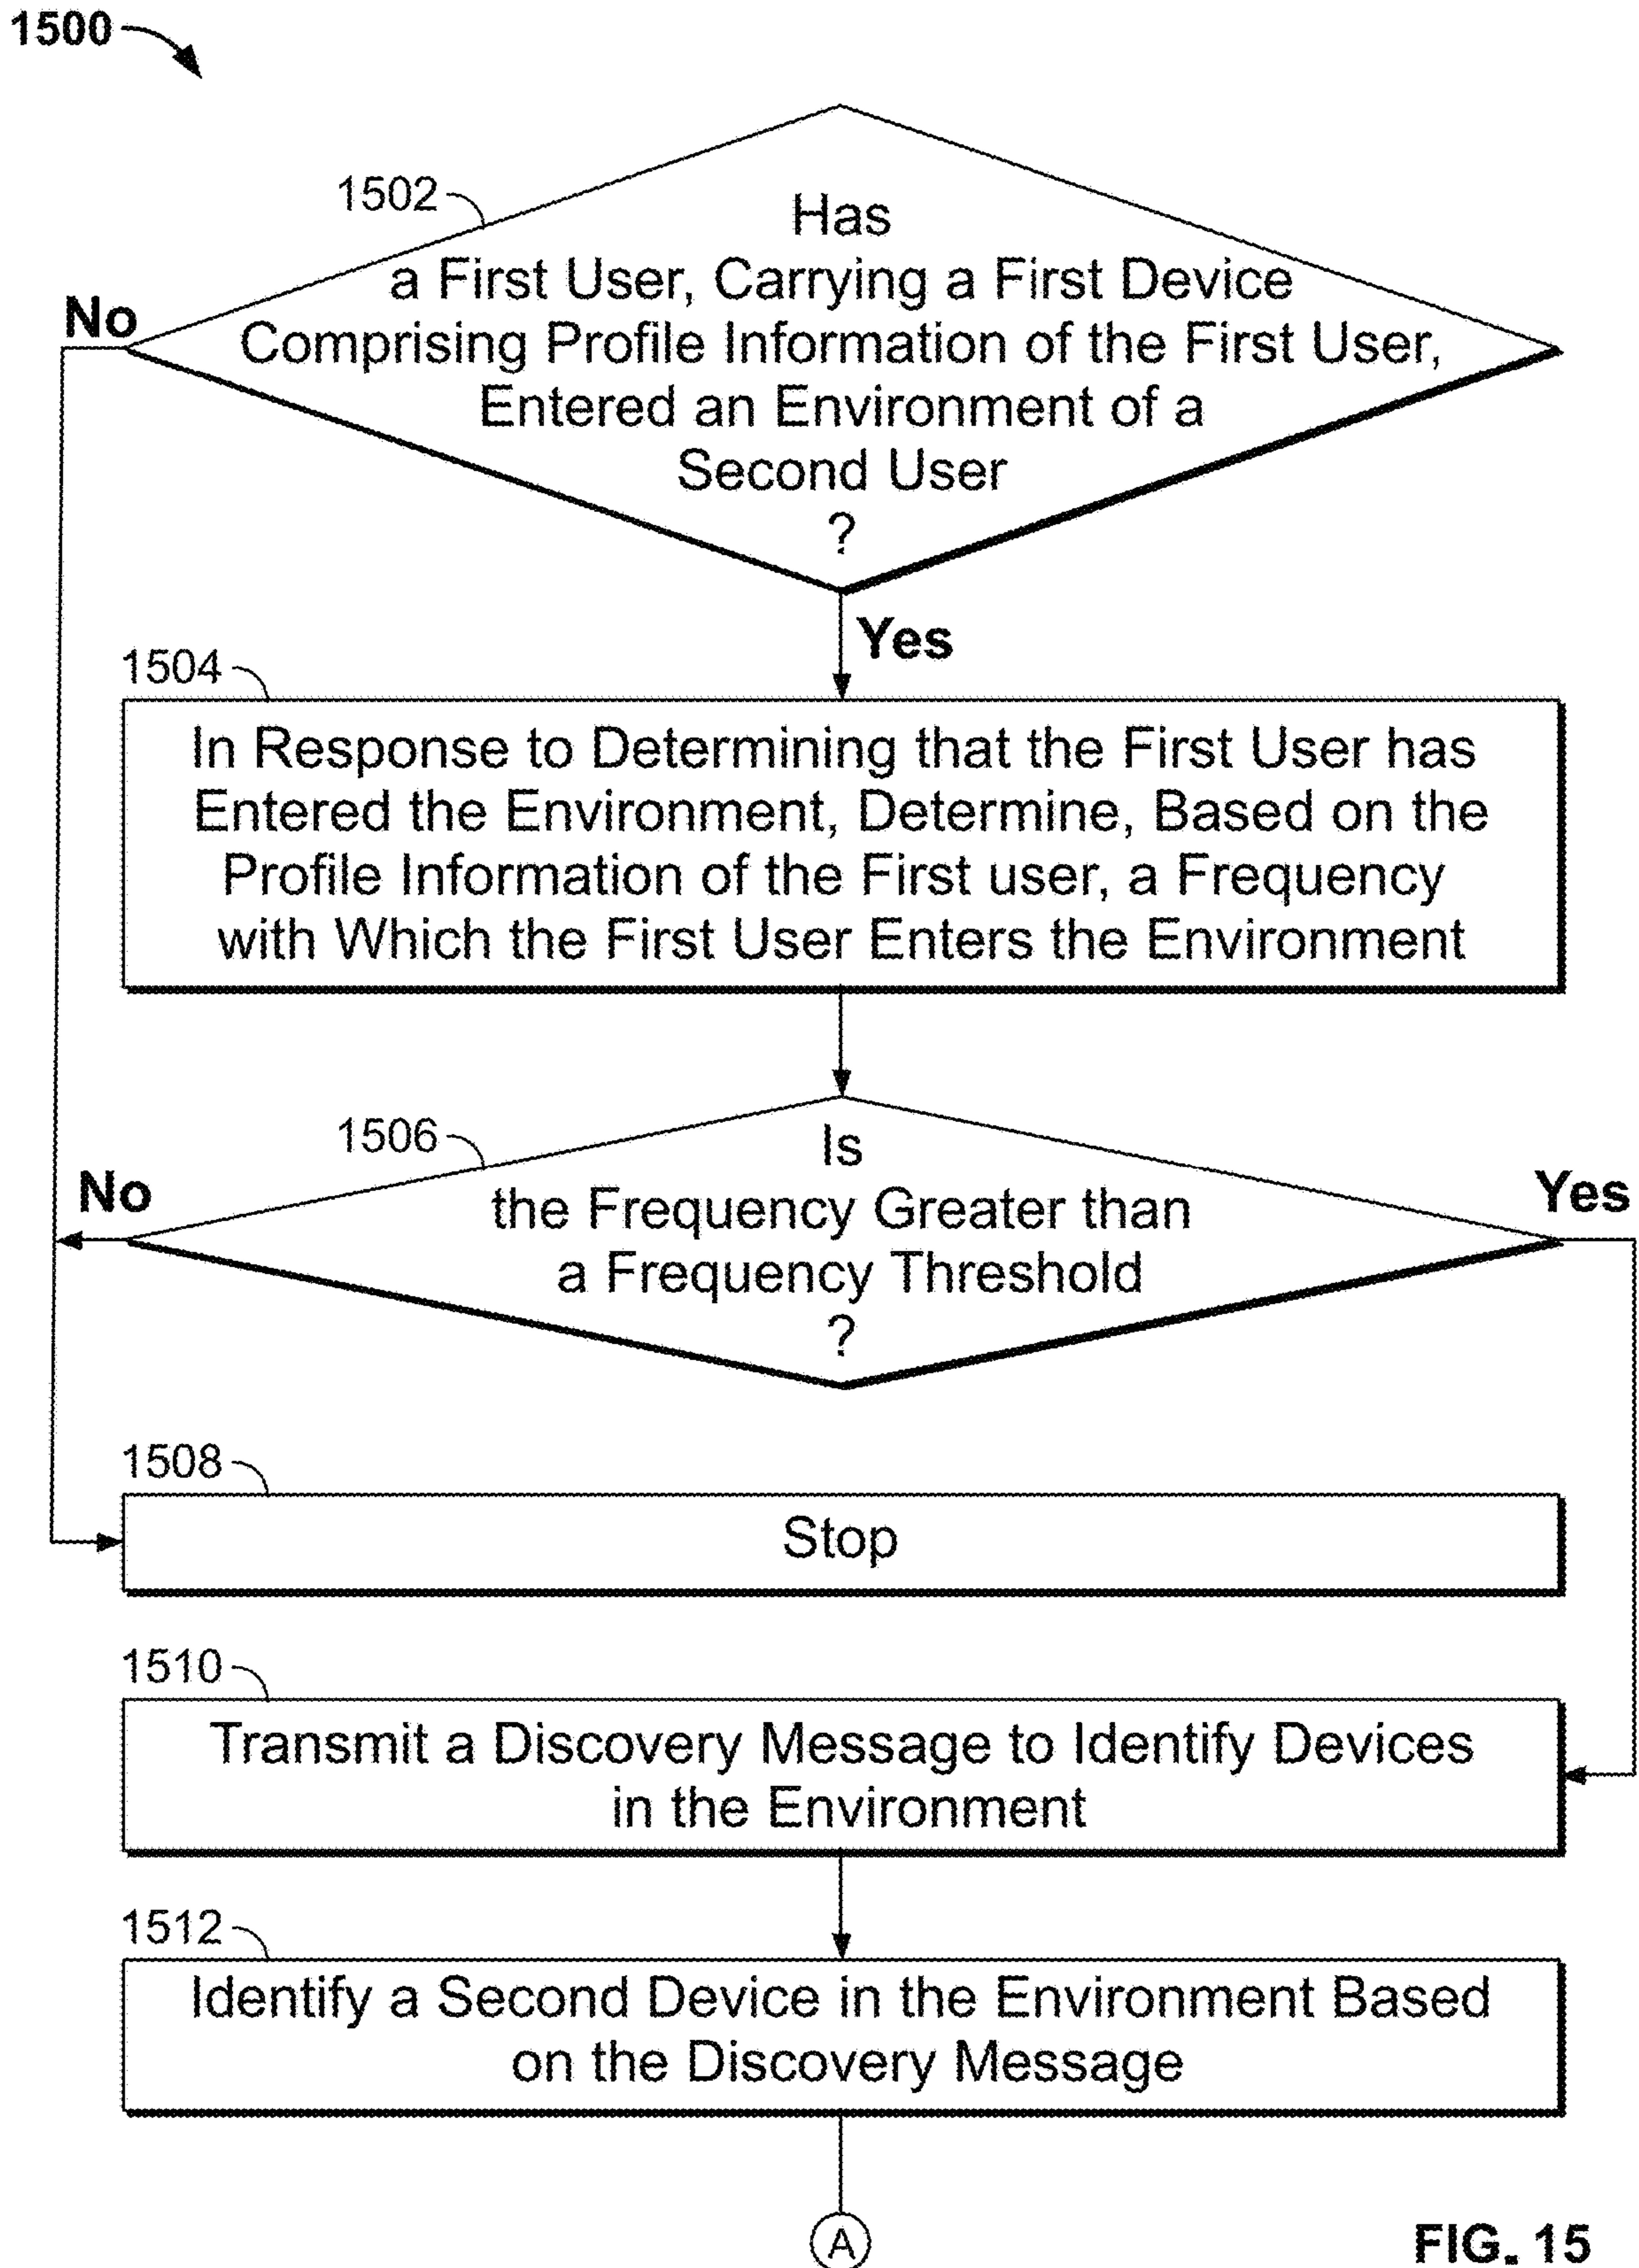 1500
1502
Has
a First User, Carrying a First Device
Comprising Profile Information of the First User,
Entered an Environment of a
Second User
?
No
Yes
1504
In Response to Determining that the First User has
Entered the Environment, Determine, Based on the
Profile Information of the First user, a Frequency
with Which the First User Enters the Environment
1506
Is
the Frequency Greater than
a Frequency Threshold
?
No
Yes
1508
Stop
1510
Transmit a Discovery Message to Identify Devices
in the Environment
1512
Identify a Second Device in the Environment Based
on the Discovery Message
A
FIG. 15